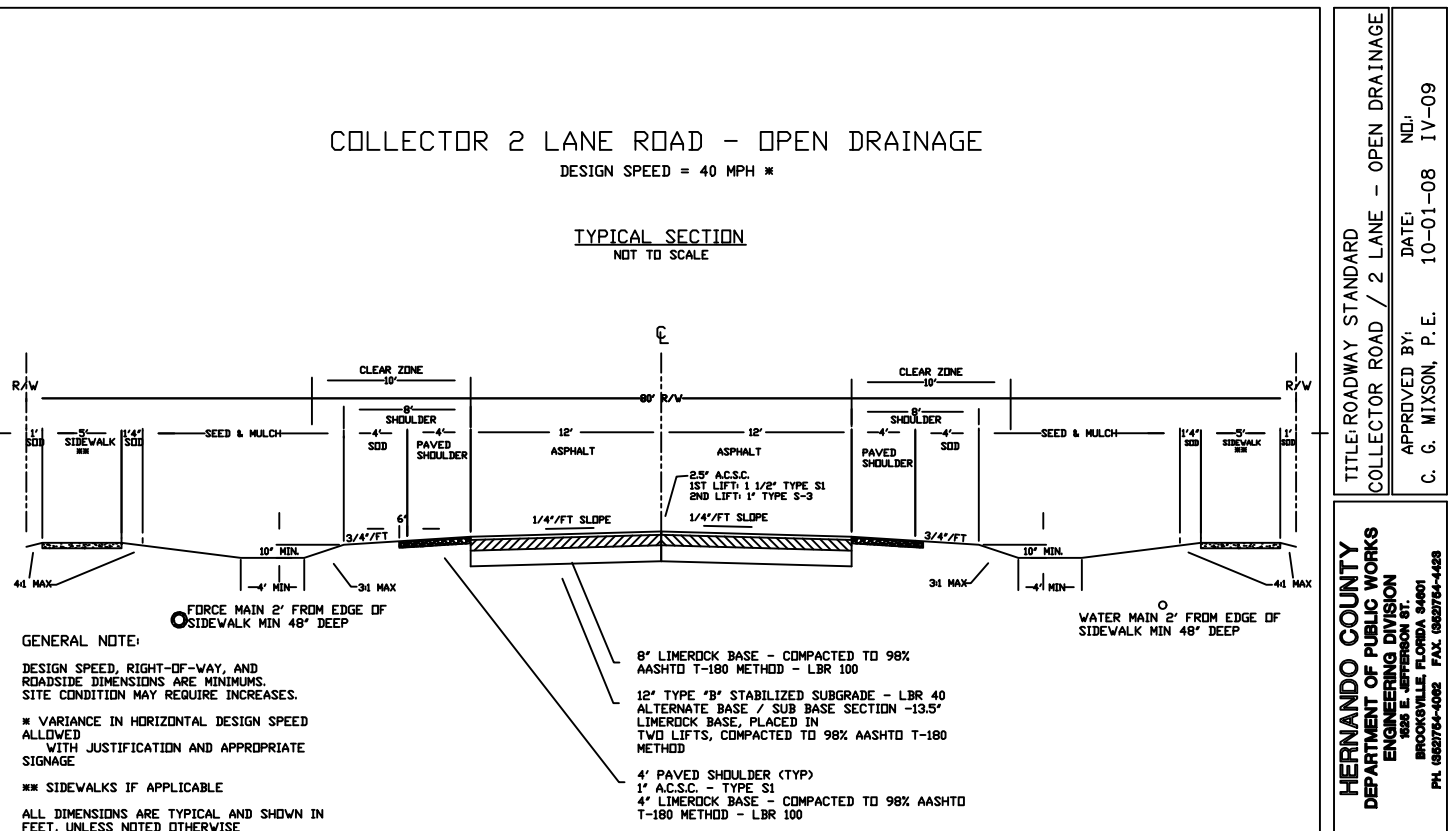 COLLECTOR 2 LANE ROAD - OPEN DRAINAGE
DESIGN SPEED = 40 MPH *
TYPICAL SECTION
NOT TO SCALE
℄
R/W
CLEAR ZONE
10'
80' R/W
CLEAR ZONE
10'
R/W
8'
SHOULDER
8'
SHOULDER
1'
SOD
5'
SIDEWALK
**
1'4"
SOD
SEED & MULCH
4'
SOD
4'
PAVED
SHOULDER
12'
ASPHALT
12'
ASPHALT
4'
PAVED
SHOULDER
4'
SOD
SEED & MULCH
1'4"
SOD
5'
SIDEWALK
**
1'
SOD
2.5" A.C.S.C.
1ST LIFT: 1 1/2" TYPE S1
2ND LIFT: 1" TYPE S-3
6"
1/4"/FT SLOPE
1/4"/FT SLOPE
3/4"/FT
3/4"/FT
10" MIN.
10" MIN.
4:1 MAX
4' MIN
3:1 MAX
3:1 MAX
4' MIN
4:1 MAX
FORCE MAIN 2' FROM EDGE OF
SIDEWALK MIN 48" DEEP
WATER MAIN 2' FROM EDGE OF
SIDEWALK MIN 48" DEEP
GENERAL NOTE:
DESIGN SPEED, RIGHT-OF-WAY, AND
ROADSIDE DIMENSIONS ARE MINIMUMS.
SITE CONDITION MAY REQUIRE INCREASES.
* VARIANCE IN HORIZONTAL DESIGN SPEED
ALLOWED
WITH JUSTIFICATION AND APPROPRIATE
SIGNAGE
** SIDEWALKS IF APPLICABLE
ALL DIMENSIONS ARE TYPICAL AND SHOWN IN
FEET, UNLESS NOTED OTHERWISE
8" LIMEROCK BASE - COMPACTED TO 98%
AASHTO T-180 METHOD - LBR 100
12" TYPE "B" STABILIZED SUBGRADE - LBR 40
ALTERNATE BASE / SUB BASE SECTION -13.5"
LIMEROCK BASE, PLACED IN
TWO LIFTS, COMPACTED TO 98% AASHTO T-180
METHOD
4' PAVED SHOULDER (TYP)
1" A.C.S.C. - TYPE S1
4" LIMEROCK BASE - COMPACTED TO 98% AASHTO
T-180 METHOD - LBR 100
TITLE: ROADWAY STANDARD
COLLECTOR ROAD / 2 LANE - OPEN DRAINAGE
APPROVED BY: DATE: NO.:
C. G. MIXSON, P.E. 10-01-08 IV-09
HERNANDO COUNTY
DEPARTMENT OF PUBLIC WORKS
ENGINEERING DIVISION
1525 E. JEFFERSON ST.
BROOKSVILLE, FLORIDA 34601
PH. (352)754-4062 FAX. (352)754-4423